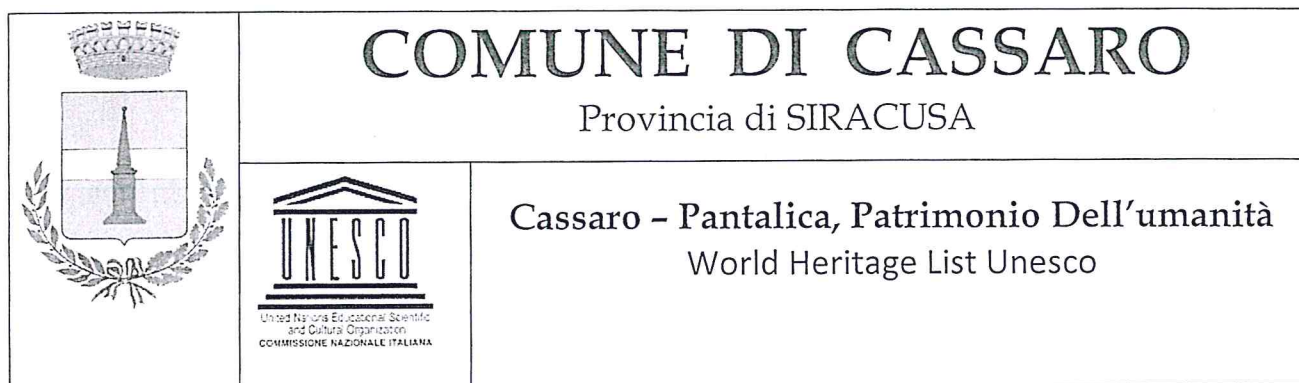 COMUNE DI CASSARO
Provincia di SIRACUSA
UNESCO
United Nations Educational Scientific
and Cultural Organization
COMMISSIONE NAZIONALE ITALIANA
Cassaro – Pantalica, Patrimonio Dell'umanità
World Heritage List Unesco